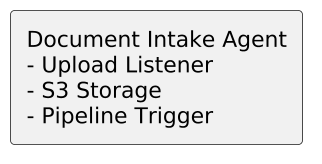 Document Intake Agent
- Upload Listener
- S3 Storage
- Pipeline Trigger